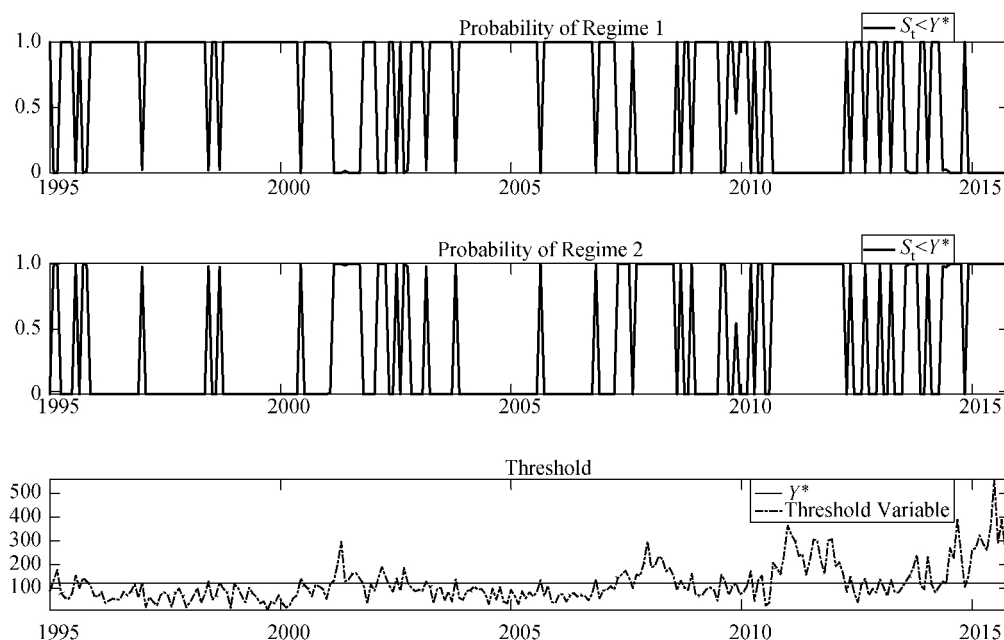 Probability of Regime 1
S_t<Y*
1.0
0.5
0
1995 2000 2005 2010 2015
Probability of Regime 2
S_t<Y*
1.0
0.5
0
1995 2000 2005 2010 2015
Threshold
Y*
Threshold Variable
500
400
300
200
100
1995 2000 2005 2010 2015